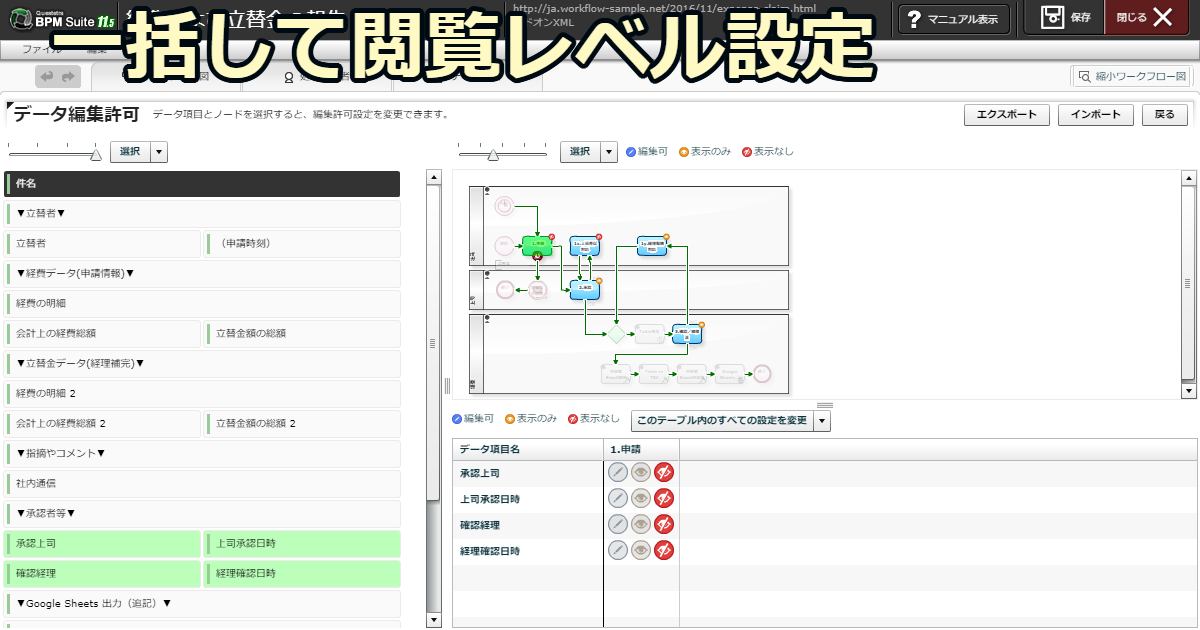 Questetra
BPM Suite 11.5
一括して閲覧レベル設定
http://ja.workflow-sample.net/2016/11/expense-claim.html
ドオンXML
? マニュアル表示
保存
閉じる
ファイル
縮小ワークフロー図
データ編集許可
データ項目とノードを選択すると、編集許可設定を変更できます。
エクスポート
インポート
戻る
選択
選択
編集可
表示のみ
表示なし
件名
▼立替者▼
立替者
（申請時刻）
▼経費データ(申請情報)▼
経費の明細
会計上の経費総額
立替金額の総額
▼立替金データ(経理補完)▼
経費の明細 2
会計上の経費総額 2
立替金額の総額 2
▼指摘やコメント▼
社内通信
▼承認者等▼
承認上司
上司承認日時
確認経理
経理確認日時
▼Google Sheets 出力（追記）▼
1.申請
2.承認
編集可
表示のみ
表示なし
このテーブル内のすべての設定を変更
データ項目名
1.申請
承認上司
上司承認日時
確認経理
経理確認日時